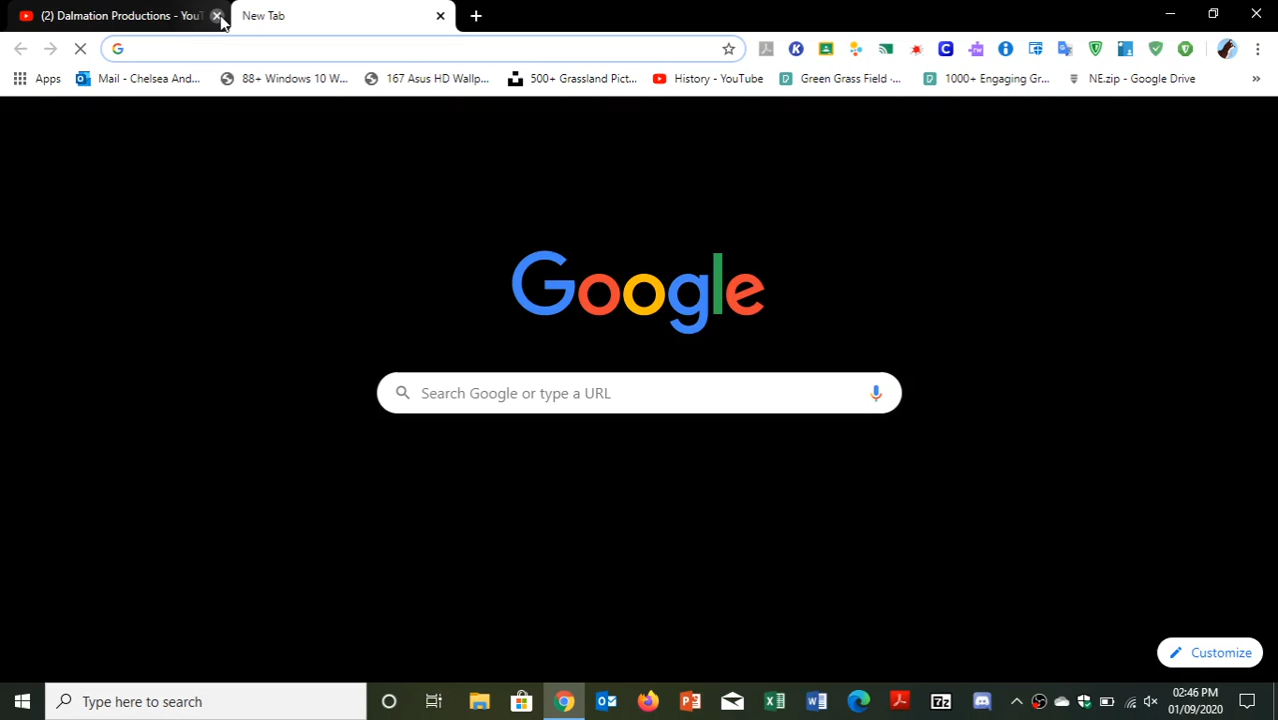 (2) Dalmation Productions - YouT
New Tab
Apps
Mail - Chelsea And...
88+ Windows 10 W...
167 Asus HD Wallp...
500+ Grassland Pict...
History - YouTube
Green Grass Field ·...
1000+ Engaging Gr...
NE.zip - Google Drive
»
Google
Search Google or type a URL
Customize
Type here to search
02:46 PM
01/09/2020